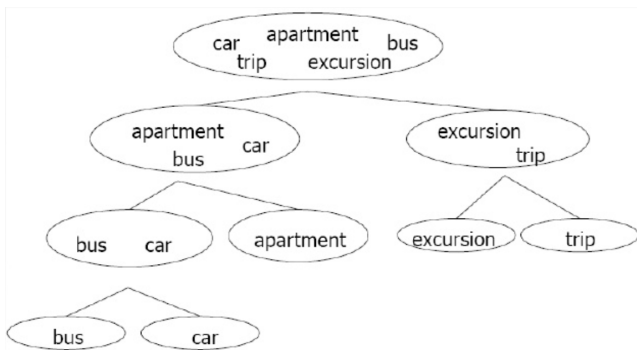 car apartment bus
trip excursion
apartment
bus car
excursion
trip
bus car
apartment
excursion
trip
bus
car